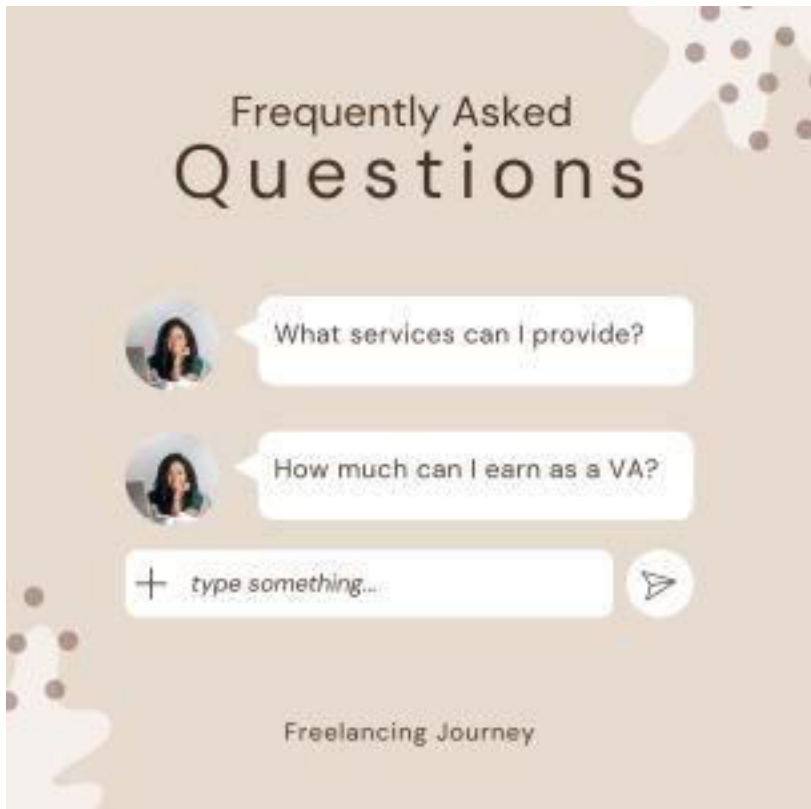 Frequently Asked
Questions
What services can I provide?
How much can I earn as a VA?
type something...
Freelancing Journey